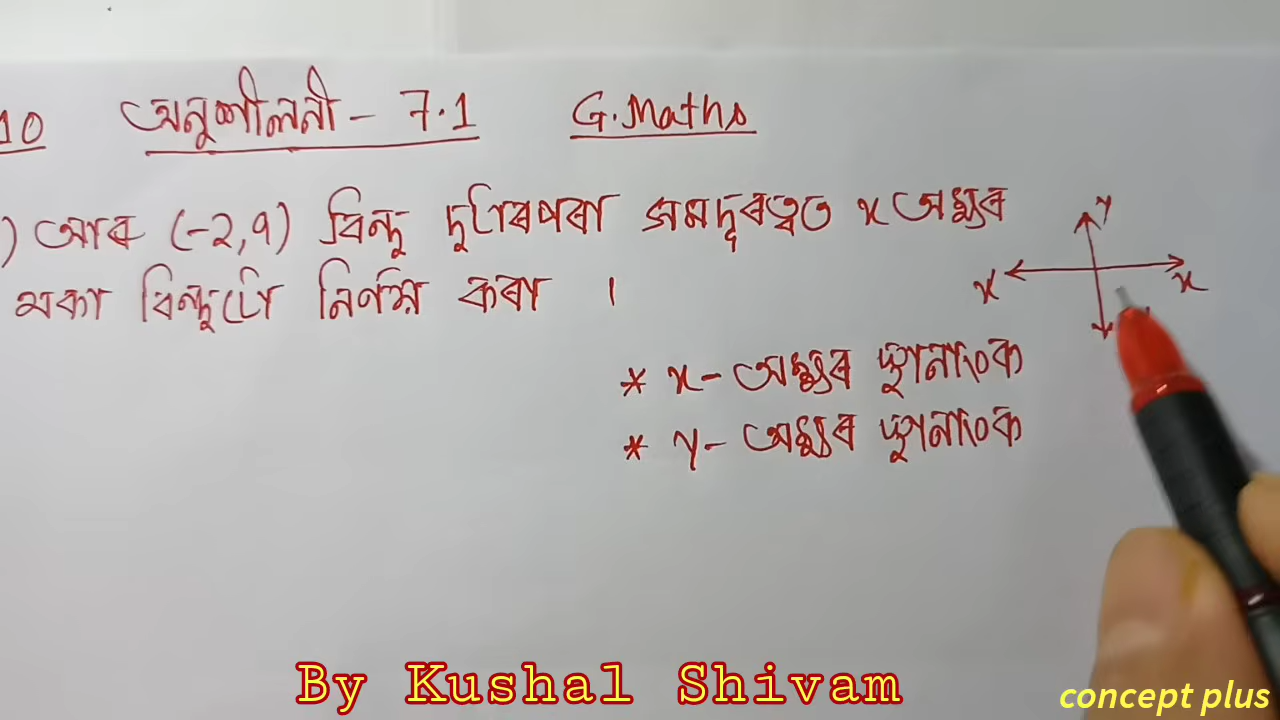 10 অনুশীলনী - 7.1 G.Maths
) আৰু (-2,9) বিন্দু দুটাৰপৰা সমদূৰত্বত x অক্ষৰ
থকা বিন্দুটো নিৰ্ণয় কৰা ।
Y
X X
* x - অক্ষৰ স্থানাংক
* y - অক্ষৰ স্থানাংক
By Kushal Shivam
concept plus